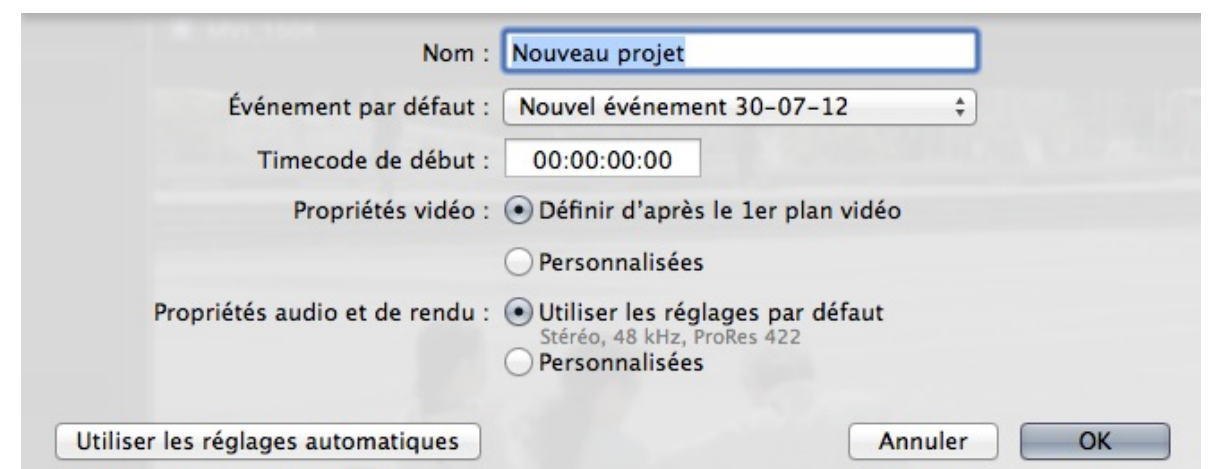 Nom : Nouveau projet
Événement par défaut : Nouvel événement 30-07-12
Timecode de début : 00:00:00:00
Propriétés vidéo : Définir d’après le 1er plan vidéo
Personnalisées
Propriétés audio et de rendu : Utiliser les réglages par défaut
Stéréo, 48 kHz, ProRes 422
Personnalisées
Utiliser les réglages automatiques Annuler OK